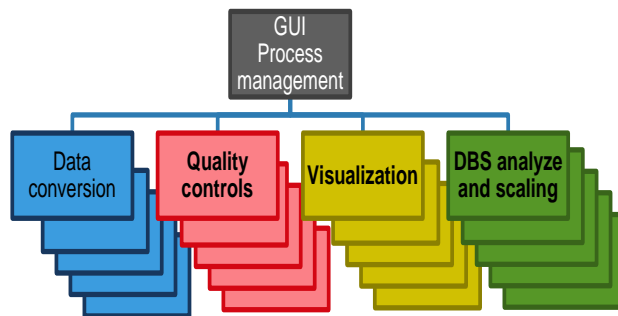 GUI
Process
management
Data
conversion
Quality
controls
Visualization
DBS analyze
and scaling